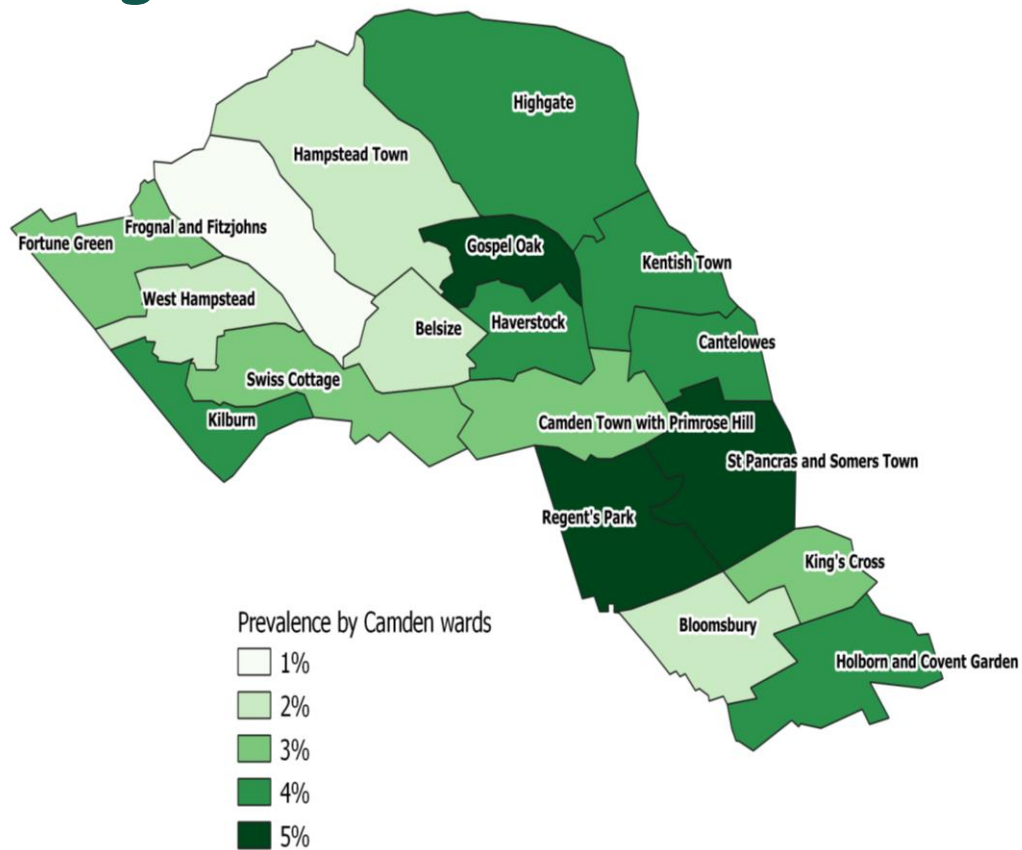 Highgate
Hampstead Town
Frognal and Fitzjohns
Fortune Green
Gospel Oak
Kentish Town
West Hampstead
Belsize
Haverstock
Cantelowes
Swiss Cottage
Kilburn
Camden Town with Primrose Hill
St Pancras and Somers Town
Regent's Park
King's Cross
Bloomsbury
Holborn and Covent Garden
Prevalence by Camden wards
1%
2%
3%
4%
5%